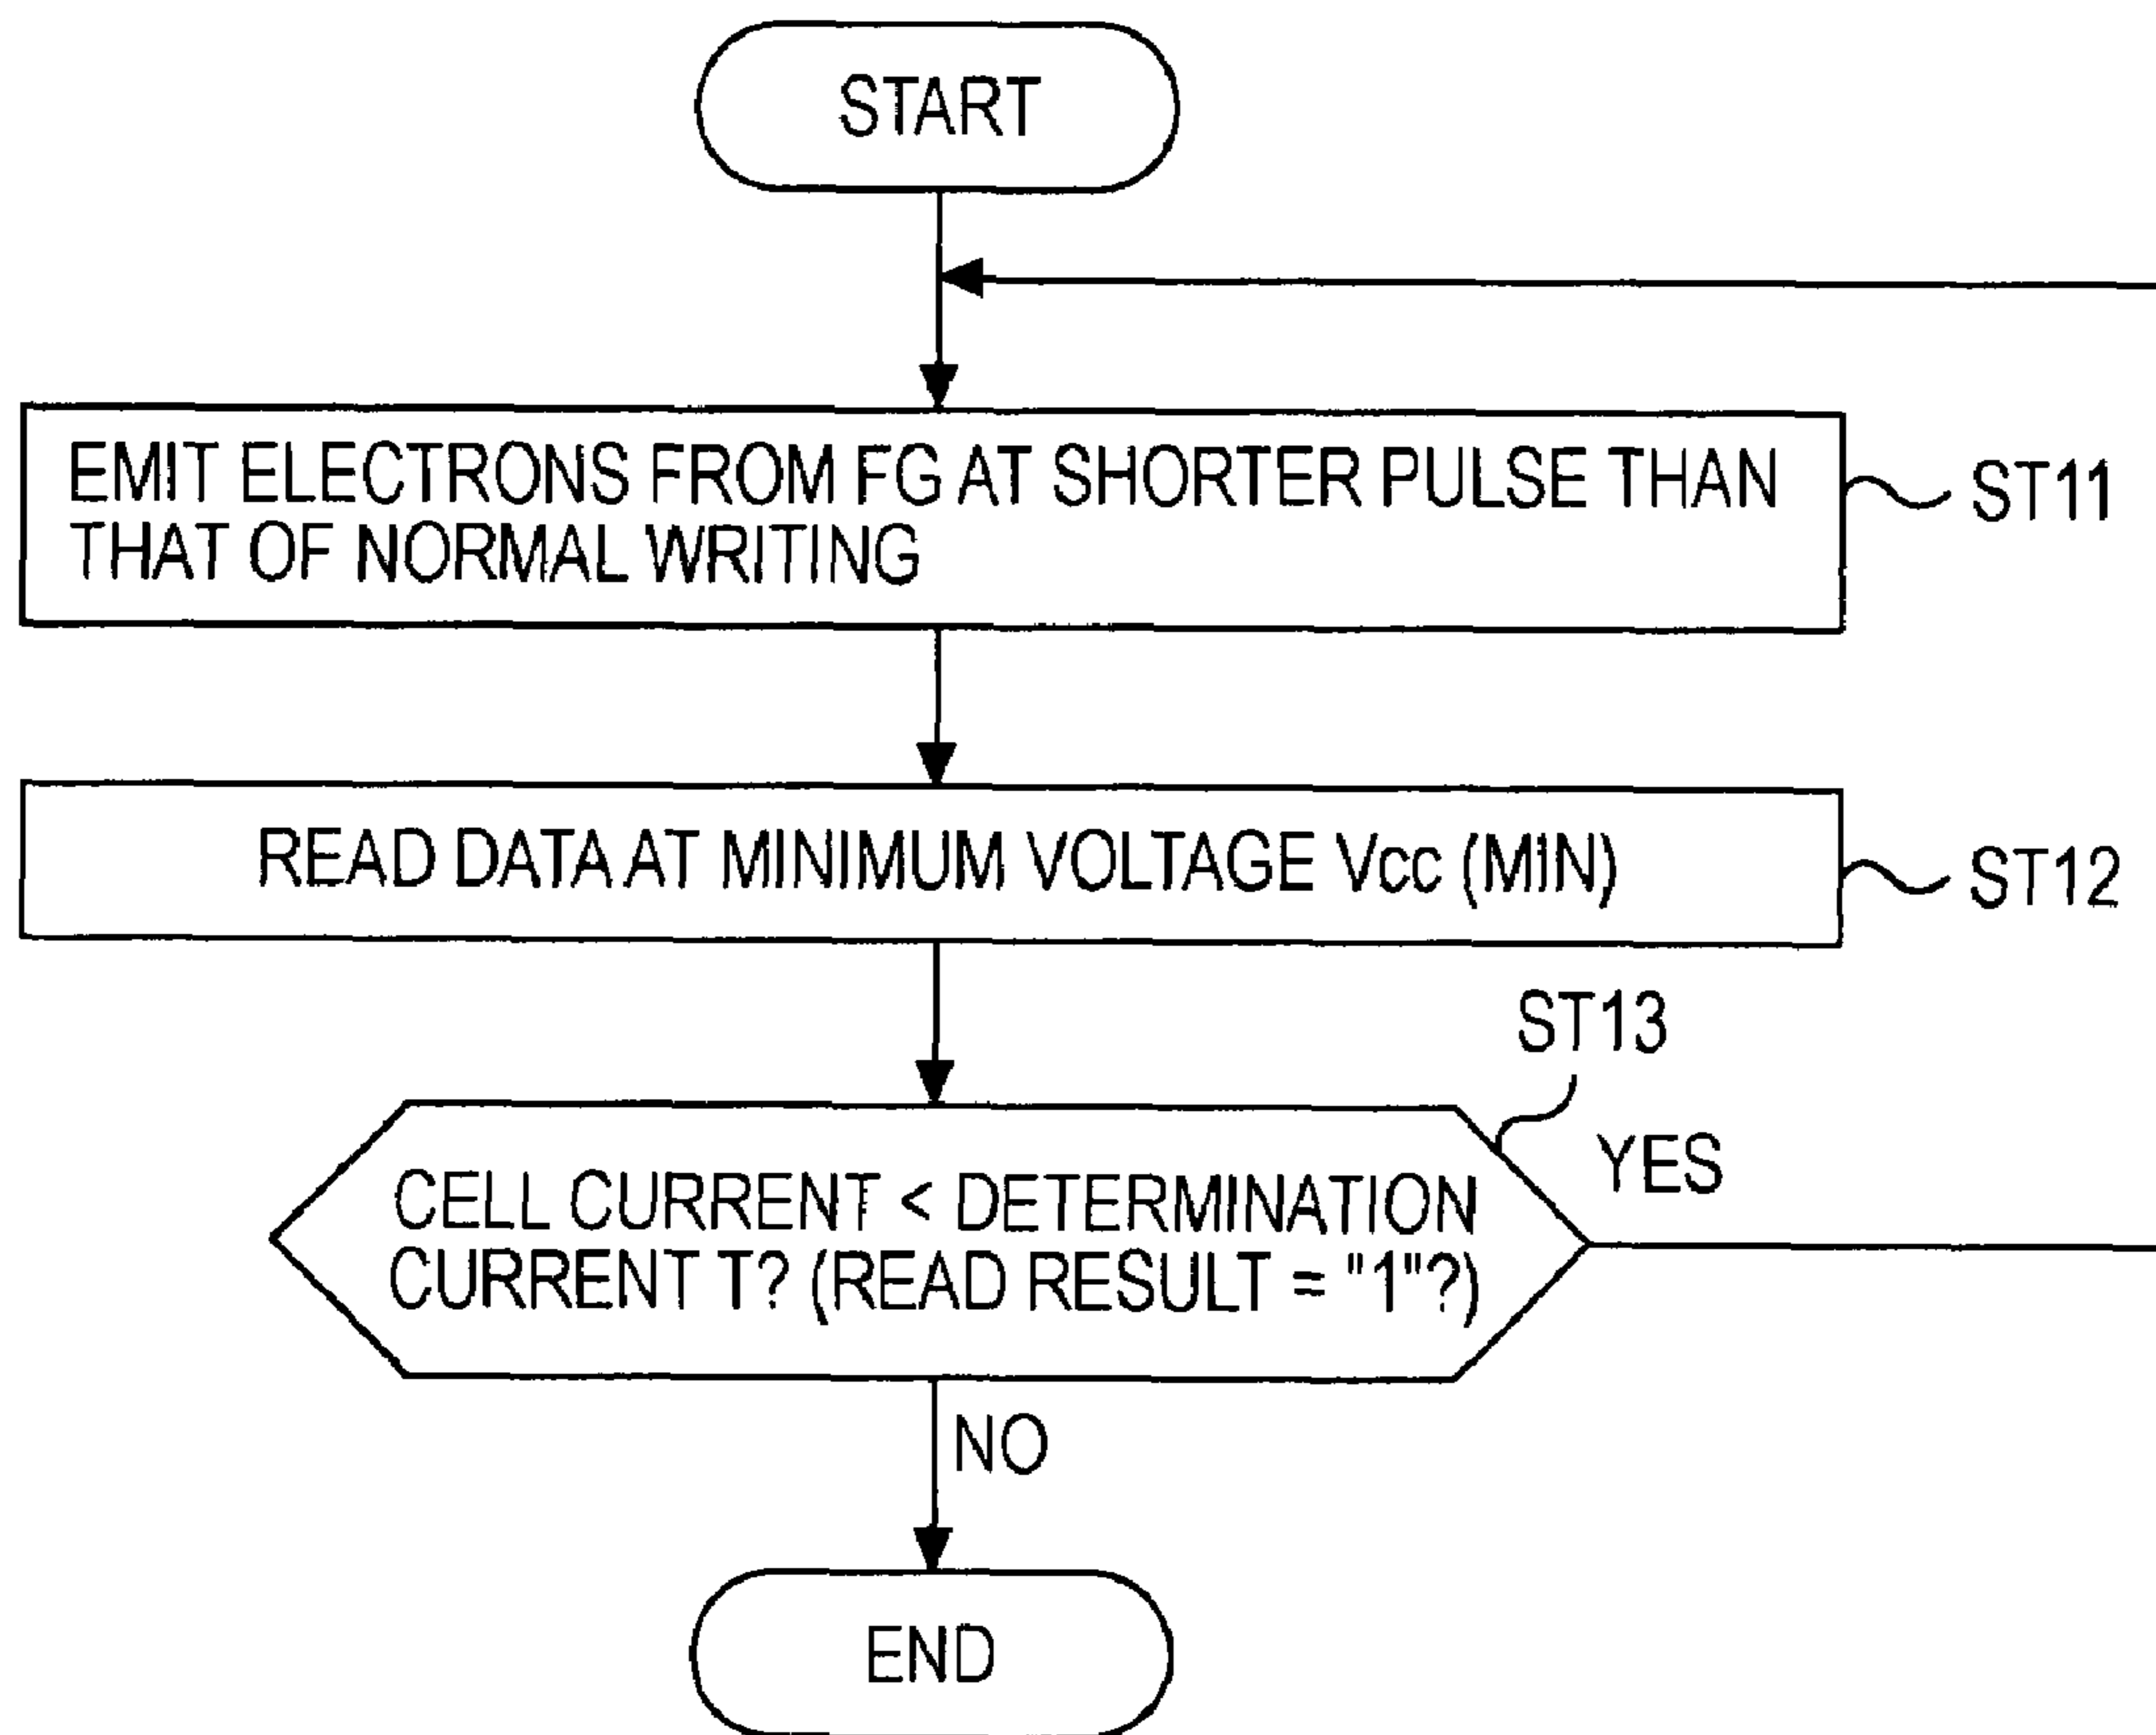 START
EMIT ELECTRONS FROM FG AT SHORTER PULSE THAN
THAT OF NORMAL WRITING
ST11
READ DATA AT MINIMUM VOLTAGE Vcc (MIN)
ST12
ST13
YES
CELL CURRENT < DETERMINATION
CURRENT T? (READ RESULT = "1"?)
NO
END